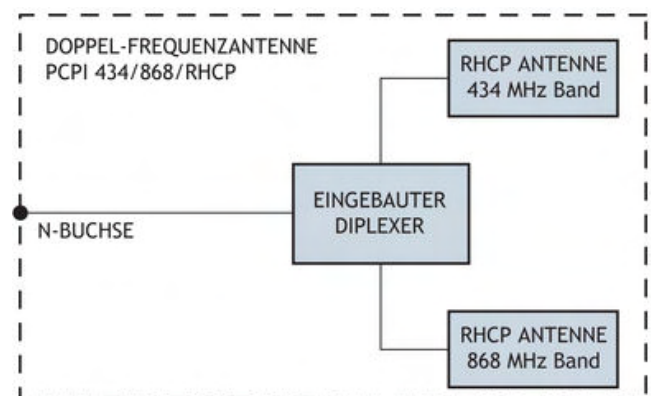 DOPPEL-FREQUENZANTENNE
PCPI 434/868/RHCP
RHCP ANTENNE
434 MHz Band
EINGEBAUTER
DIPLEXER
N-BUCHSE
RHCP ANTENNE
868 MHz Band